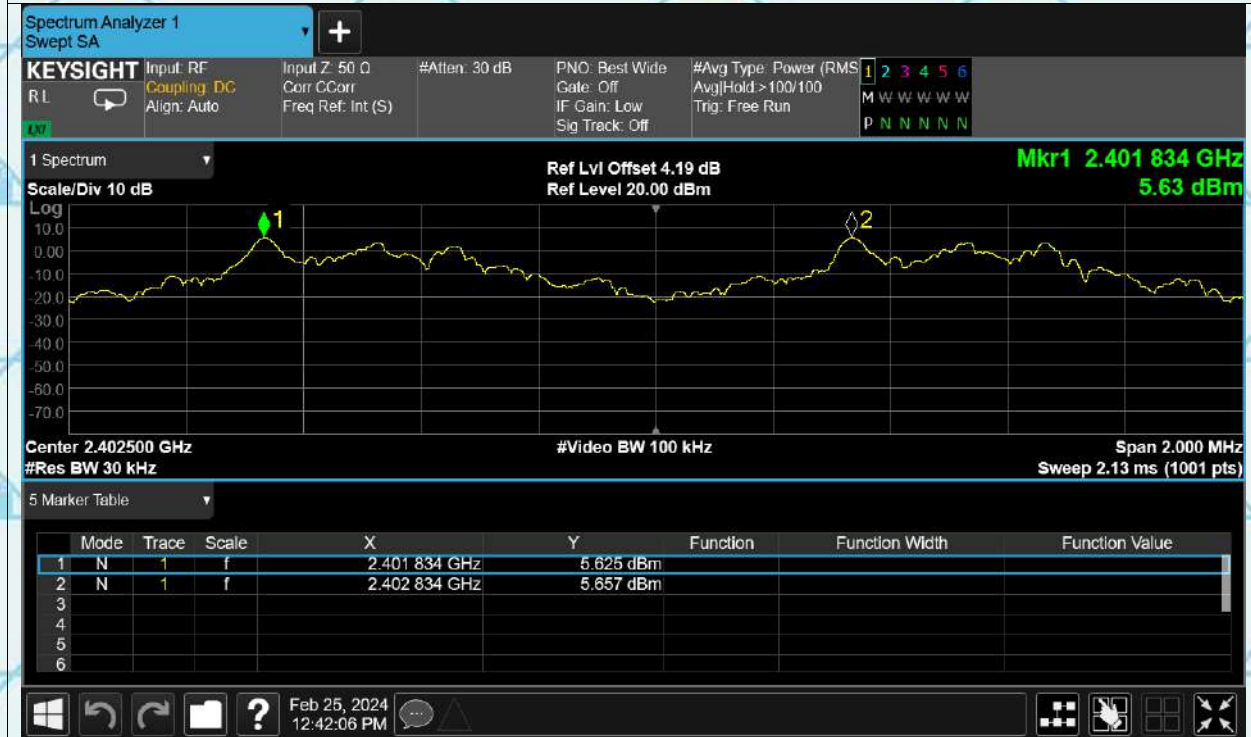 Spectrum Analyzer 1
Swept SA
+
KEYSIGHT
RL
LXI
Input: RF
Coupling: DC
Align: Auto
Input Z: 50 Ω
Corr CCorr
Freq Ref: Int (S)
#Atten: 30 dB
PNO: Best Wide
Gate: Off
IF Gain: Low
Sig Track: Off
#Avg Type: Power (RMS
Avg|Hold:>100/100
Trig: Free Run
1 2 3 4 5 6
M W W W W W
P N N N N N
1 Spectrum
Scale/Div 10 dB
Ref Lvl Offset 4.19 dB
Ref Level 20.00 dBm
Mkr1 2.401 834 GHz
5.63 dBm
Log
10.0
0.00
-10.0
-20.0
-30.0
-40.0
-50.0
-60.0
-70.0
1
2
Center 2.402500 GHz
#Res BW 30 kHz
#Video BW 100 kHz
Span 2.000 MHz
Sweep 2.13 ms (1001 pts)
5 Marker Table
Mode Trace Scale X Y Function Function Width Function Value
1 N 1 f 2.401 834 GHz 5.625 dBm
2 N 1 f 2.402 834 GHz 5.657 dBm
3
4
5
6
?
Feb 25, 2024
12:42:06 PM